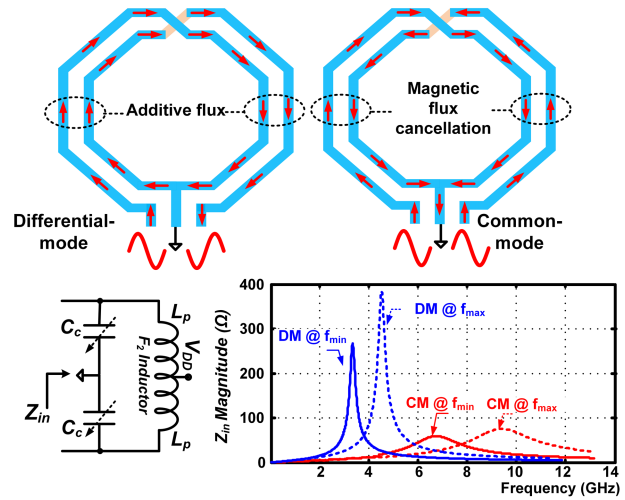 Additive flux
Magnetic
flux
cancellation
Differential-
mode
Common-
mode
L_p
C_c
F_2 Inductor
V_DD
Z_in
C_c
L_p
Z_in Magnitude (Ω)
400
300
200
100
0
DM @ f_min
DM @ f_max
CM @ f_min
CM @ f_max
2 4 6 8 10 12 14
Frequency (GHz)